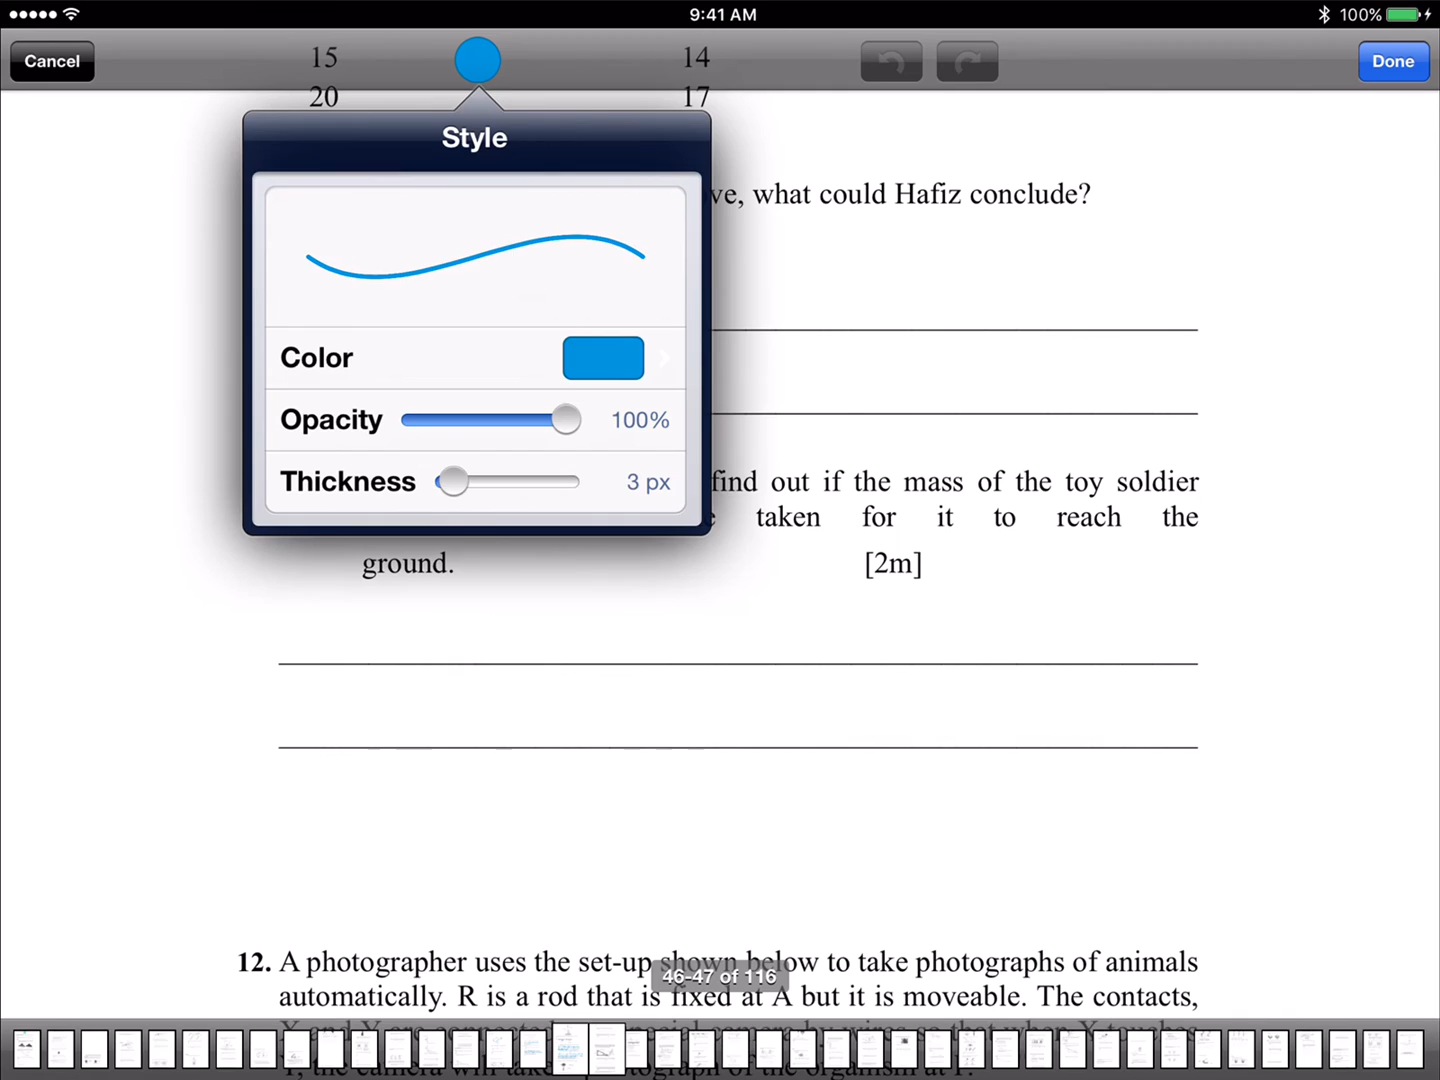 9:41 AM
100%
Cancel
15
14
Done
20
17
Style
ve, what could Hafiz conclude?
Color
Opacity
100%
Thickness
3 px
find out if the mass of the toy soldier
e taken for it to reach the
ground. [2m]
12. A photographer uses the set-up shown below to take photographs of animals
46-47 of 116
automatically. R is a rod that is fixed at A but it is moveable. The contacts,